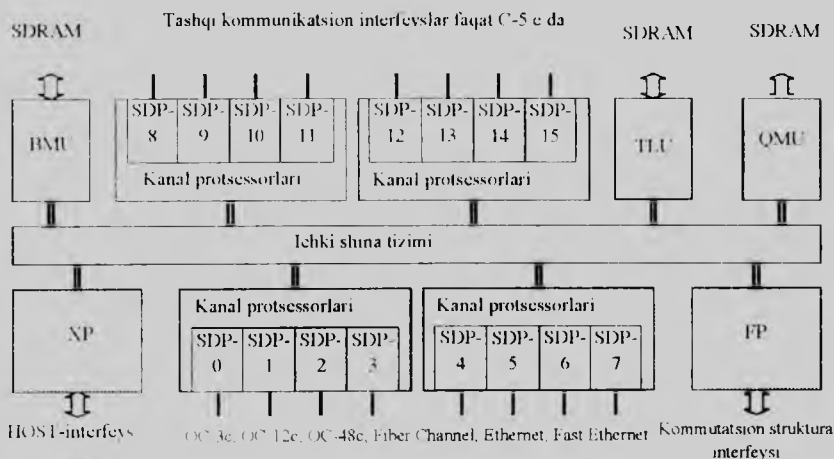 Tashqi kommunikatsion interfeyslar faqat C-5 e da
SDRAM
SDRAM
SDRAM
BMU
SDP-8
SDP-9
SDP-10
SDP-11
Kanal protsessorlari
SDP-12
SDP-13
SDP-14
SDP-15
Kanal protsessorlari
TLU
QMU
Ichki shina tizimi
XP
Kanal protsessorlari
SDP-0
SDP-1
SDP-2
SDP-3
Kanal protsessorlari
SDP-4
SDP-5
SDP-6
SDP-7
FP
HOST-interfeys
OC-3c, OC-12c, OC-48c, Fiber Channel, Ethernet, Fast Ethernet
Kommutatsion struktura
interfeysi